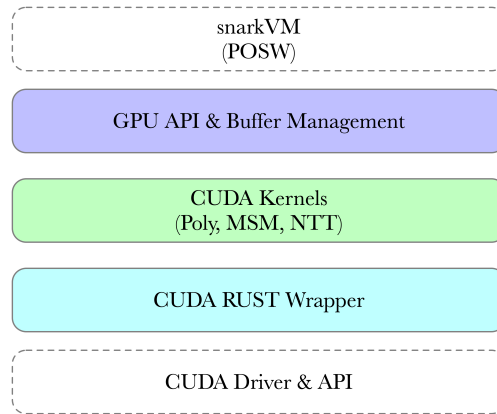 snarkVM
(POSW)
GPU API & Buffer Management
CUDA Kernels
(Poly, MSM, NTT)
CUDA RUST Wrapper
CUDA Driver & API